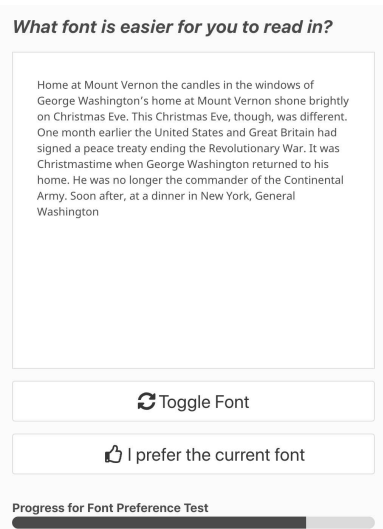 What font is easier for you to read in?
Home at Mount Vernon the candles in the windows of
George Washington's home at Mount Vernon shone brightly
on Christmas Eve. This Christmas Eve, though, was different.
One month earlier the United States and Great Britain had
signed a peace treaty ending the Revolutionary War. It was
Christmastime when George Washington returned to his
home. He was no longer the commander of the Continental
Army. Soon after, at a dinner in New York, General
Washington
Toggle Font
I prefer the current font
Progress for Font Preference Test